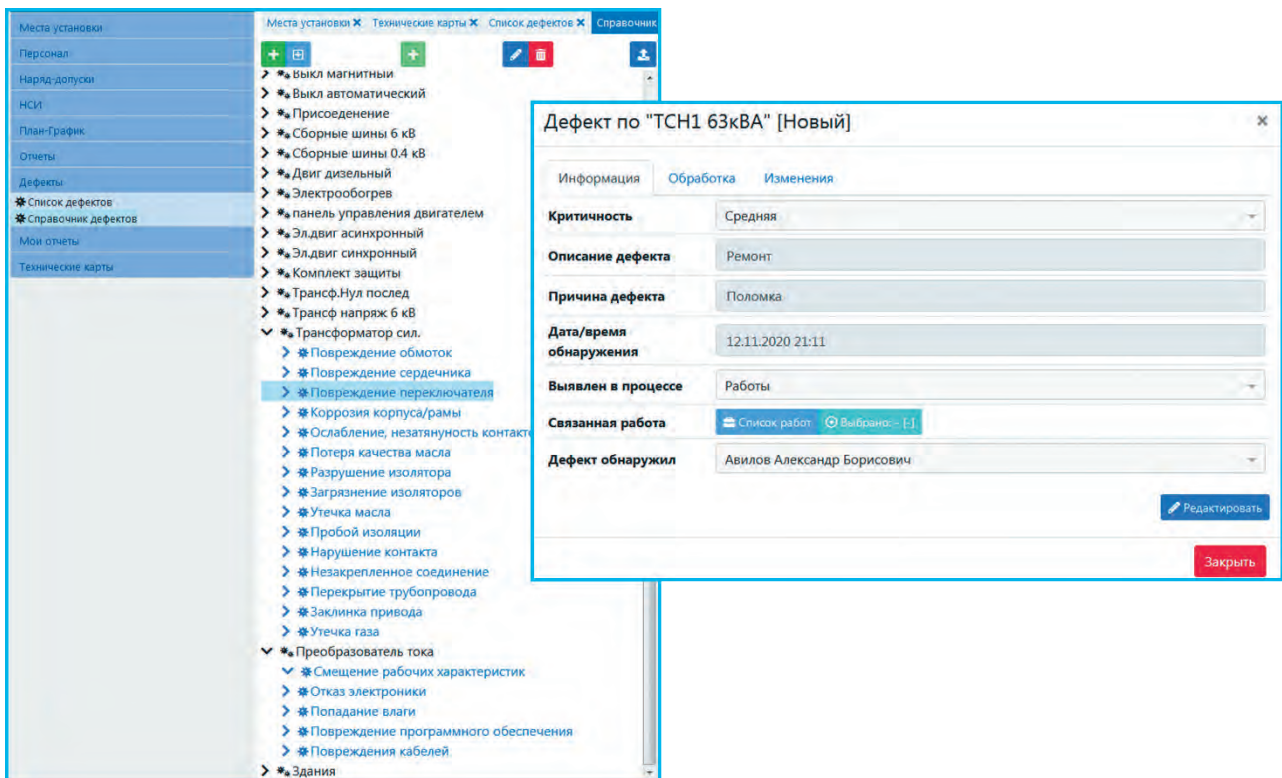 Места установки
Персонал
Наряд-допуски
НСИ
План-График
Отчеты
Дефекты
Список дефектов
Справочник дефектов
Мои отчеты
Технические карты
Места установки Технические карты Список дефектов Справочник
Выкл магнитный
Выкл автоматический
Присоеденение
Сборные шины 6 кВ
Сборные шины 0.4 кВ
Двиг дизельный
Электрообогрев
панель управления двигателем
Эл.двиг асинхронный
Эл.двиг синхронный
Комплект защиты
Трансф.Нул послед
Трансф напряж 6 кВ
Трансформатор сил.
Повреждение обмоток
Повреждение сердечника
Повреждение переключателя
Коррозия корпуса/рамы
Ослабление, незатянуность контакто
Потеря качества масла
Разрушение изолятора
Загрязнение изоляторов
Утечка масла
Пробой изоляции
Нарушение контакта
Незакрепленное соединение
Перекрытие трубопровода
Заклинка привода
Утечка газа
Преобразователь тока
Смещение рабочих характеристик
Отказ электроники
Попадание влаги
Повреждение программного обеспечения
Повреждения кабелей
Здания
Дефект по "ТСН1 63кВА" [Новый]
Информация Обработка Изменения
Критичность Средняя
Описание дефекта Ремонт
Причина дефекта Поломка
Дата/время
обнаружения 12.11.2020 21:11
Выявлен в процессе Работы
Связанная работа Список работ Выбрано: - [-]
Дефект обнаружил Авилов Александр Борисович
Редактировать
Закрыть